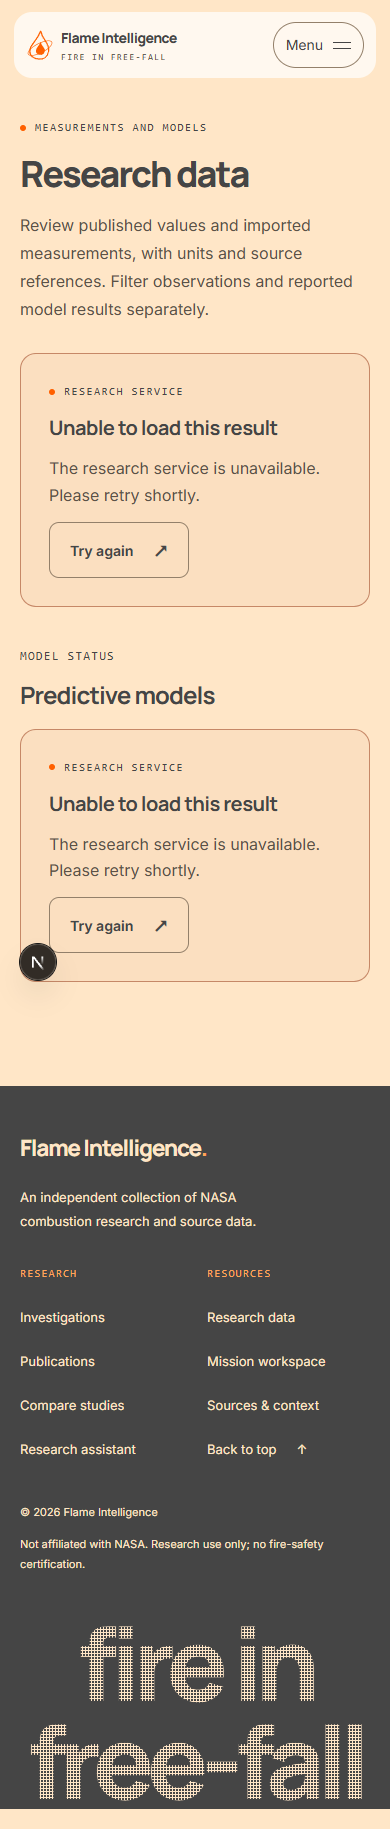 Flame Intelligence
FIRE IN FREE-FALL
Menu
MEASUREMENTS AND MODELS
Research data
Review published values and imported
measurements, with units and source
references. Filter observations and reported
model results separately.
RESEARCH SERVICE
Unable to load this result
The research service is unavailable.
Please retry shortly.
Try again ↗
MODEL STATUS
Predictive models
RESEARCH SERVICE
Unable to load this result
The research service is unavailable.
Please retry shortly.
Try again ↗
N
Flame Intelligence.
An independent collection of NASA
combustion research and source data.
RESEARCH
Investigations
Publications
Compare studies
Research assistant
RESOURCES
Research data
Mission workspace
Sources & context
Back to top ↑
© 2026 Flame Intelligence
Not affiliated with NASA. Research use only; no fire-safety
certification.
fire in
free-fall